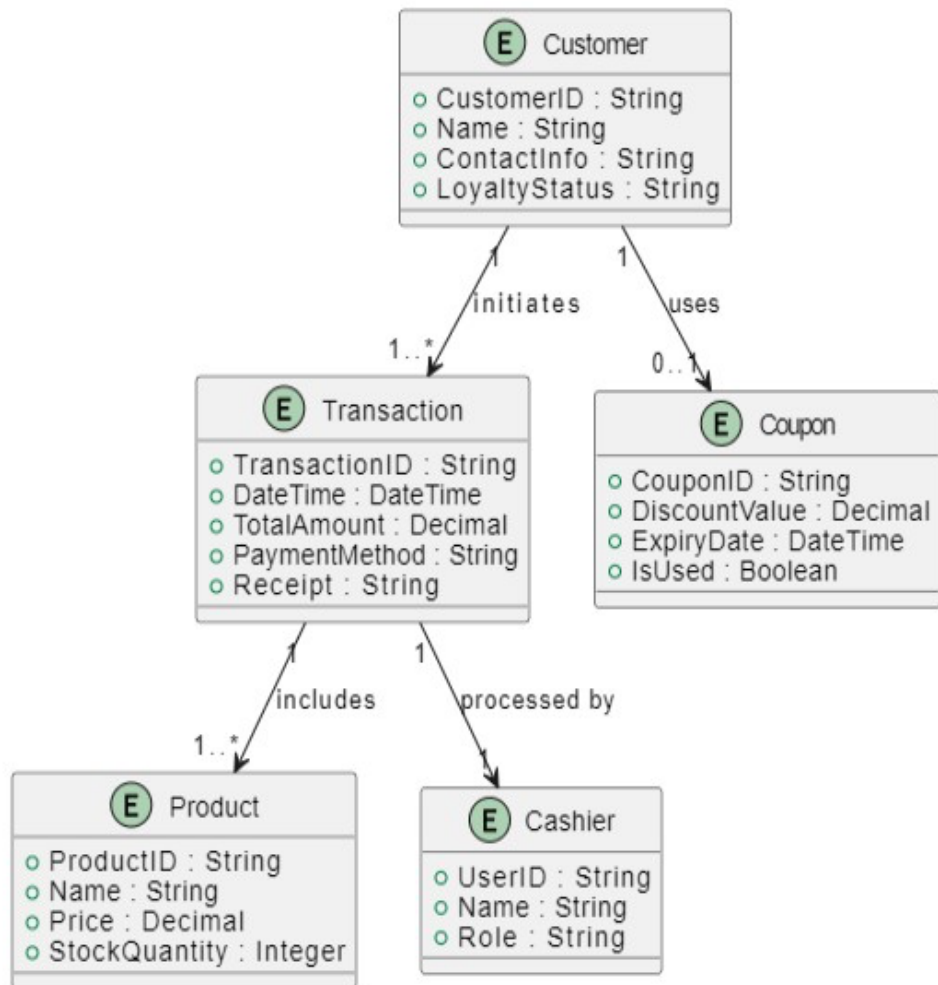 E Customer
CustomerID : String
Name : String
ContactInfo : String
LoyaltyStatus : String
1
1
initiates
uses
1..*
0..1
E Transaction
TransactionID : String
DateTime : DateTime
TotalAmount : Decimal
PaymentMethod : String
Receipt : String
E Coupon
CouponID : String
DiscountValue : Decimal
ExpiryDate : DateTime
IsUsed : Boolean
1
1
includes
processed by
1..*
1
E Product
ProductID : String
Name : String
Price : Decimal
StockQuantity : Integer
E Cashier
UserID : String
Name : String
Role : String